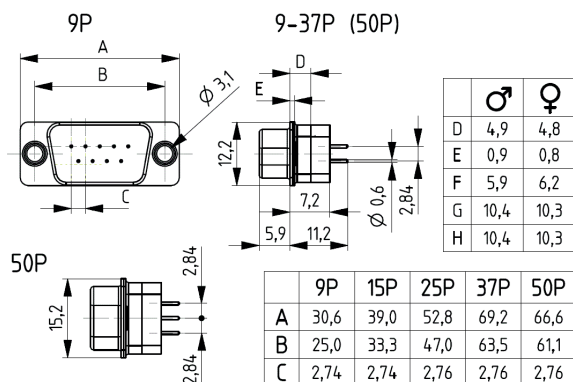 9P
9-37P (50P)
A
B
Ø 3,1
C
D
E
12,2
7,2
5,9
11,2
Ø 0,6
2,84
♂ ♀
D 4,9 4,8
E 0,9 0,8
F 5,9 6,2
G 10,4 10,3
H 10,4 10,3
50P
15,2
2,84
2,84
9P 15P 25P 37P 50P
A 30,6 39,0 52,8 69,2 66,6
B 25,0 33,3 47,0 63,5 61,1
C 2,74 2,74 2,76 2,76 2,76